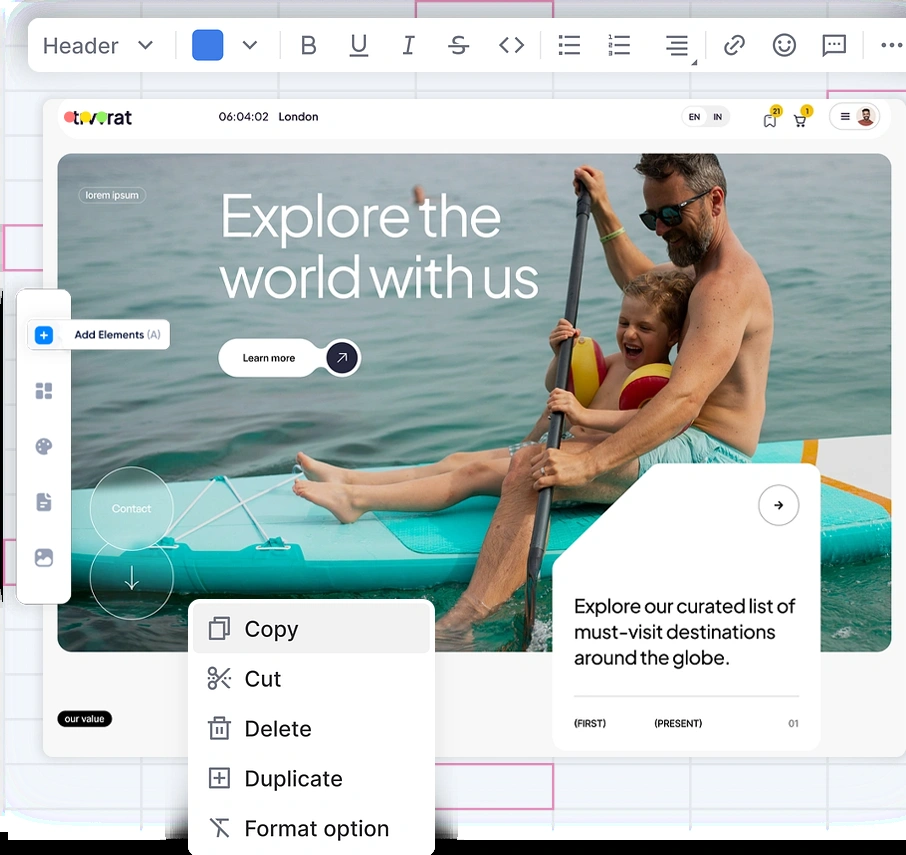 Header
B U I S
06:04:02 London
EN IN
21
1
lorem ipsum
Explore the
world with us
Add Elements (A)
Learn more
Contact
Copy
Cut
Delete
Duplicate
Format option
Explore our curated list of
must-visit destinations
around the globe.
(FIRST) (PRESENT) 01
our value